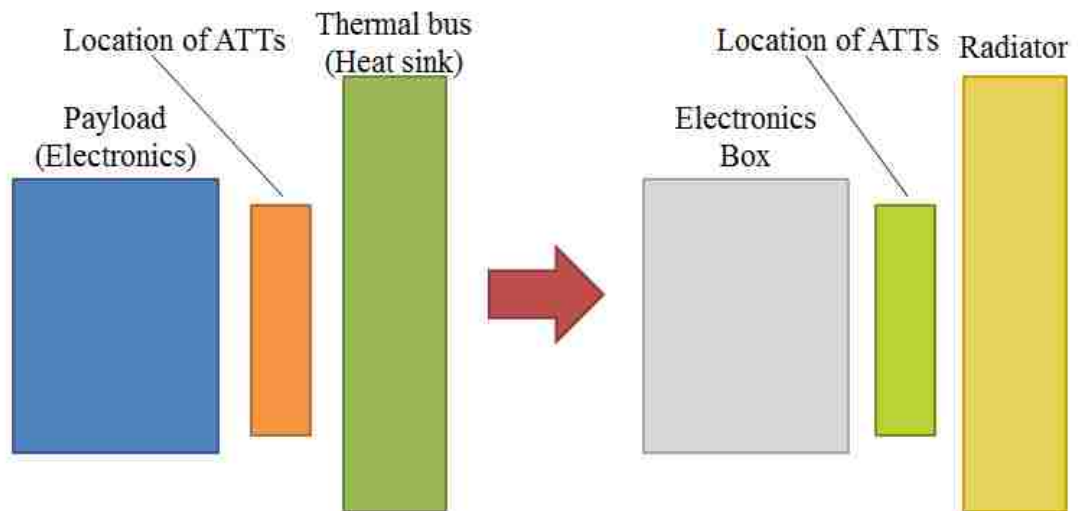 Location of ATTs
Thermal bus
(Heat sink)
Payload
(Electronics)
Location of ATTs
Radiator
Electronics
Box